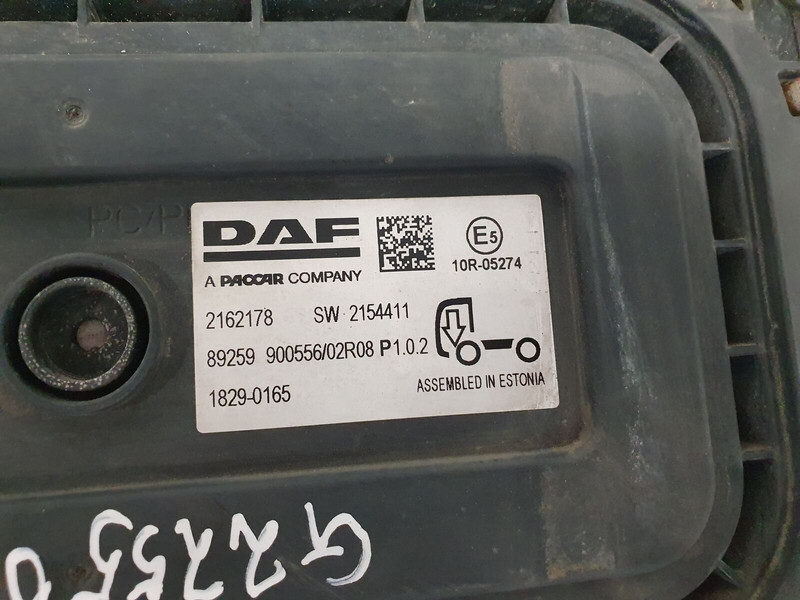 DAF
A PACCAR COMPANY
E5
10R-05274
2162178 SW 2154411
89259 900556/02R08 P1.0.2
1829-0165
ASSEMBLED IN ESTONIA